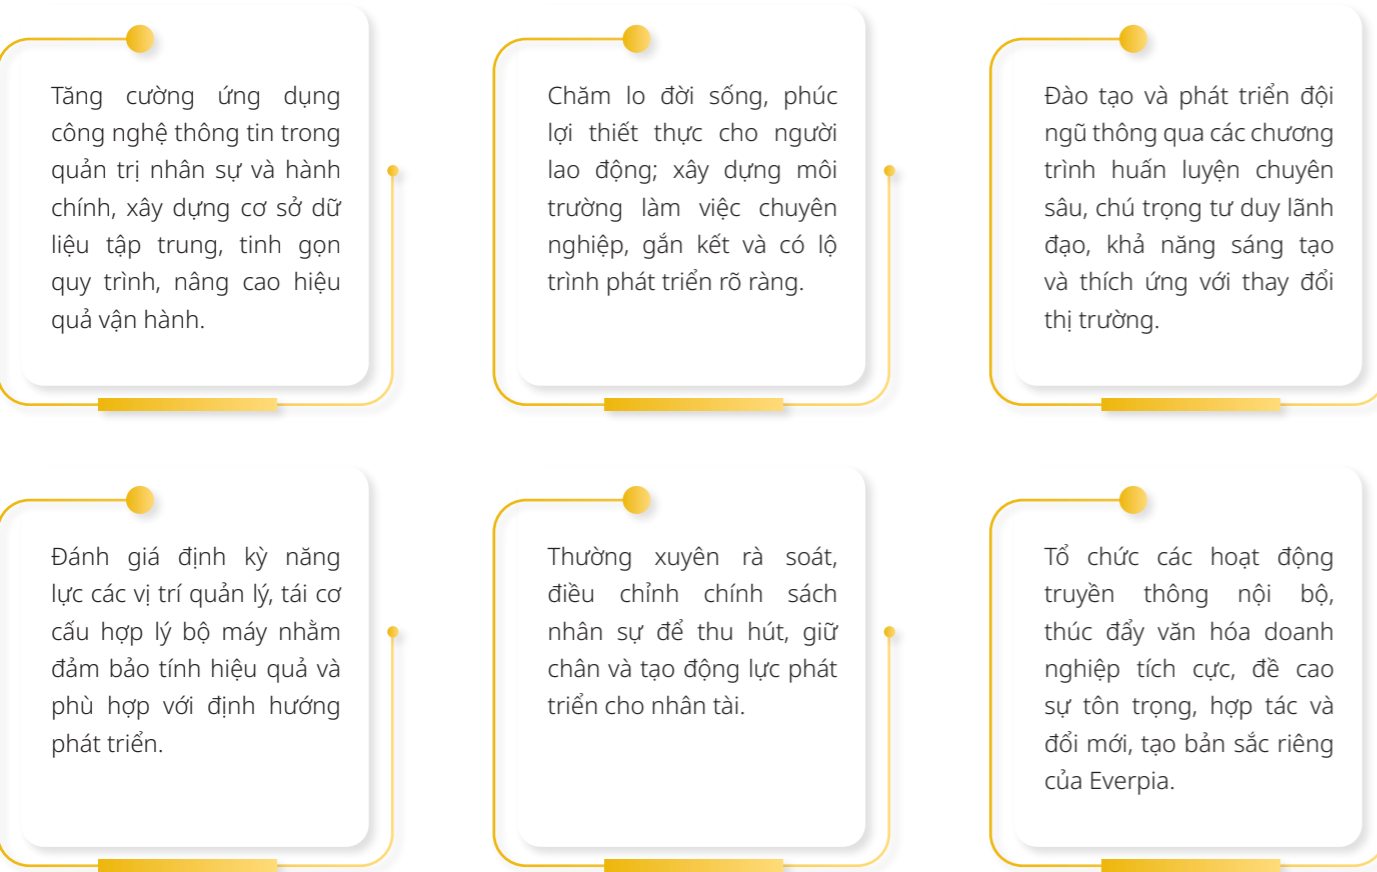 Tăng cường ứng dụng
công nghệ thông tin trong
quản trị nhân sự và hành
chính, xây dựng cơ sở dữ
liệu tập trung, tinh gọn
quy trình, nâng cao hiệu
quả vận hành.
Chăm lo đời sống, phúc
lợi thiết thực cho người
lao động; xây dựng môi
trường làm việc chuyên
nghiệp, gắn kết và có lộ
trình phát triển rõ ràng.
Đào tạo và phát triển đội
ngũ thông qua các chương
trình huấn luyện chuyên
sâu, chú trọng tư duy lãnh
đạo, khả năng sáng tạo
và thích ứng với thay đổi
thị trường.
Đánh giá định kỳ năng
lực các vị trí quản lý, tái cơ
cấu hợp lý bộ máy nhằm
đảm bảo tính hiệu quả và
phù hợp với định hướng
phát triển.
Thường xuyên rà soát,
điều chỉnh chính sách
nhân sự để thu hút, giữ
chân và tạo động lực phát
triển cho nhân tài.
Tổ chức các hoạt động
truyền thông nội bộ,
thúc đẩy văn hóa doanh
nghiệp tích cực, đề cao
sự tôn trọng, hợp tác và
đổi mới, tạo bản sắc riêng
của Everpia.